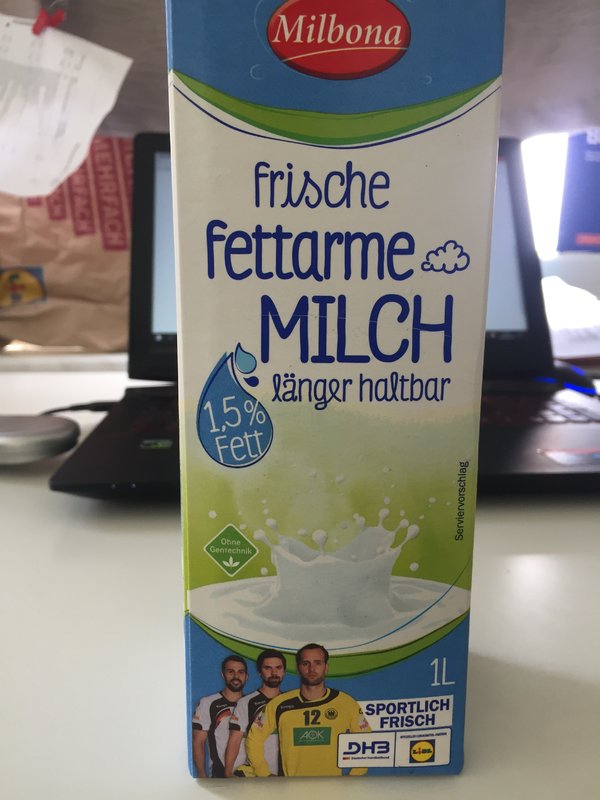 Milbona
frische
fettarme
MILCH
länger haltbar
1,5%
Fett
Serviervorschlag
Ohne
Gentechnik
1L
12
AOK
SPORTLICH
FRISCH
DHB
LIDL
MEHRFACH